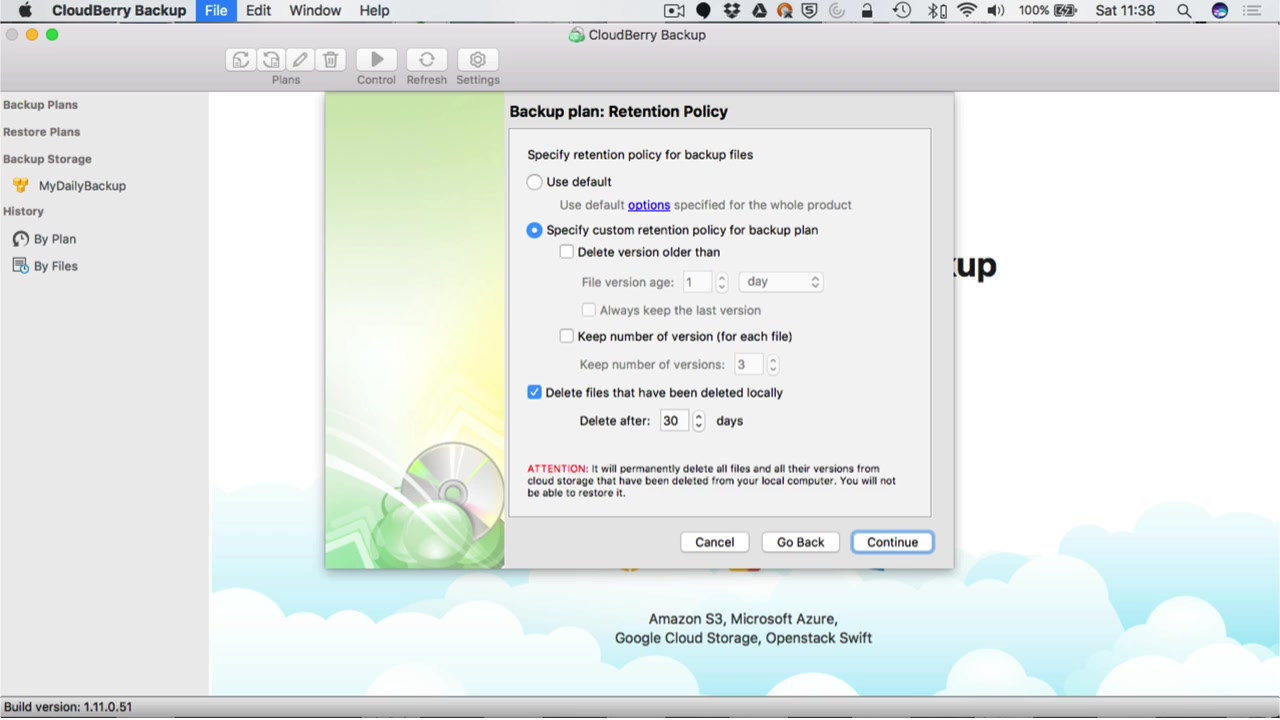 CloudBerry Backup File Edit Window Help 100% Sat 11:38
CloudBerry Backup
Plans Control Refresh Settings
Backup Plans
Restore Plans
Backup Storage
MyDailyBackup
History
By Plan
By Files
Backup plan: Retention Policy
Specify retention policy for backup files
Use default
Use default options specified for the whole product
Specify custom retention policy for backup plan
Delete version older than
File version age: 1 day
Always keep the last version
Keep number of version (for each file)
Keep number of versions: 3
Delete files that have been deleted locally
Delete after: 30 days
ATTENTION: It will permanently delete all files and all their versions from
cloud storage that have been deleted from your local computer. You will not
be able to restore it.
Cancel Go Back Continue
Amazon S3, Microsoft Azure,
Google Cloud Storage, Openstack Swift
Build version: 1.11.0.51